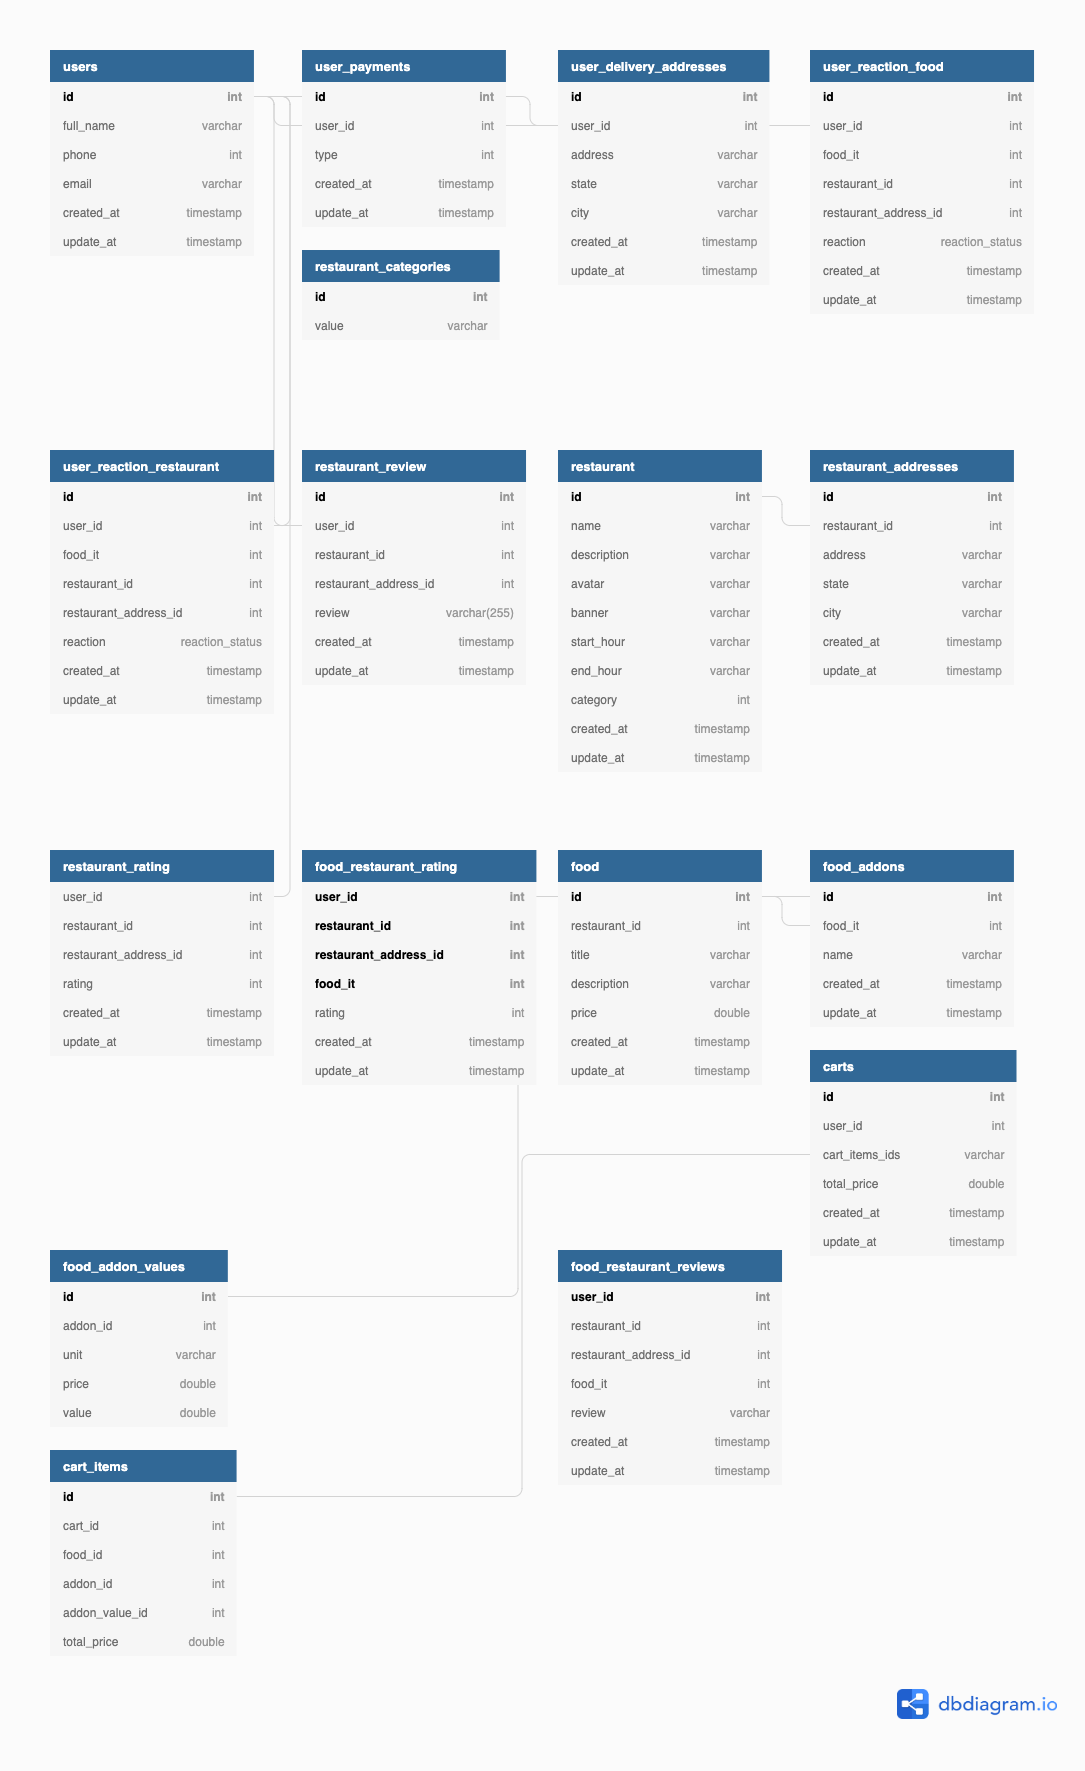 users
id int
full_name varchar
phone int
email varchar
created_at timestamp
update_at timestamp
user_payments
id int
user_id int
type int
created_at timestamp
update_at timestamp
user_delivery_addresses
id int
user_id int
address varchar
state varchar
city varchar
created_at timestamp
update_at timestamp
user_reaction_food
id int
user_id int
food_it int
restaurant_id int
restaurant_address_id int
reaction reaction_status
created_at timestamp
update_at timestamp
restaurant_categories
id int
value varchar
user_reaction_restaurant
id int
user_id int
food_it int
restaurant_id int
restaurant_address_id int
reaction reaction_status
created_at timestamp
update_at timestamp
restaurant_review
id int
user_id int
restaurant_id int
restaurant_address_id int
review varchar(255)
created_at timestamp
update_at timestamp
restaurant
id int
name varchar
description varchar
avatar varchar
banner varchar
start_hour varchar
end_hour varchar
category int
created_at timestamp
update_at timestamp
restaurant_addresses
id int
restaurant_id int
address varchar
state varchar
city varchar
created_at timestamp
update_at timestamp
restaurant_rating
user_id int
restaurant_id int
restaurant_address_id int
rating int
created_at timestamp
update_at timestamp
food_restaurant_rating
user_id int
restaurant_id int
restaurant_address_id int
food_it int
rating int
created_at timestamp
update_at timestamp
food
id int
restaurant_id int
title varchar
description varchar
price double
created_at timestamp
update_at timestamp
food_addons
id int
food_it int
name varchar
created_at timestamp
update_at timestamp
carts
id int
user_id int
cart_items_ids varchar
total_price double
created_at timestamp
update_at timestamp
food_addon_values
id int
addon_id int
unit varchar
price double
value double
food_restaurant_reviews
user_id int
restaurant_id int
restaurant_address_id int
food_it int
review varchar
created_at timestamp
update_at timestamp
cart_items
id int
cart_id int
food_id int
addon_id int
addon_value_id int
total_price double
dbdiagram.io